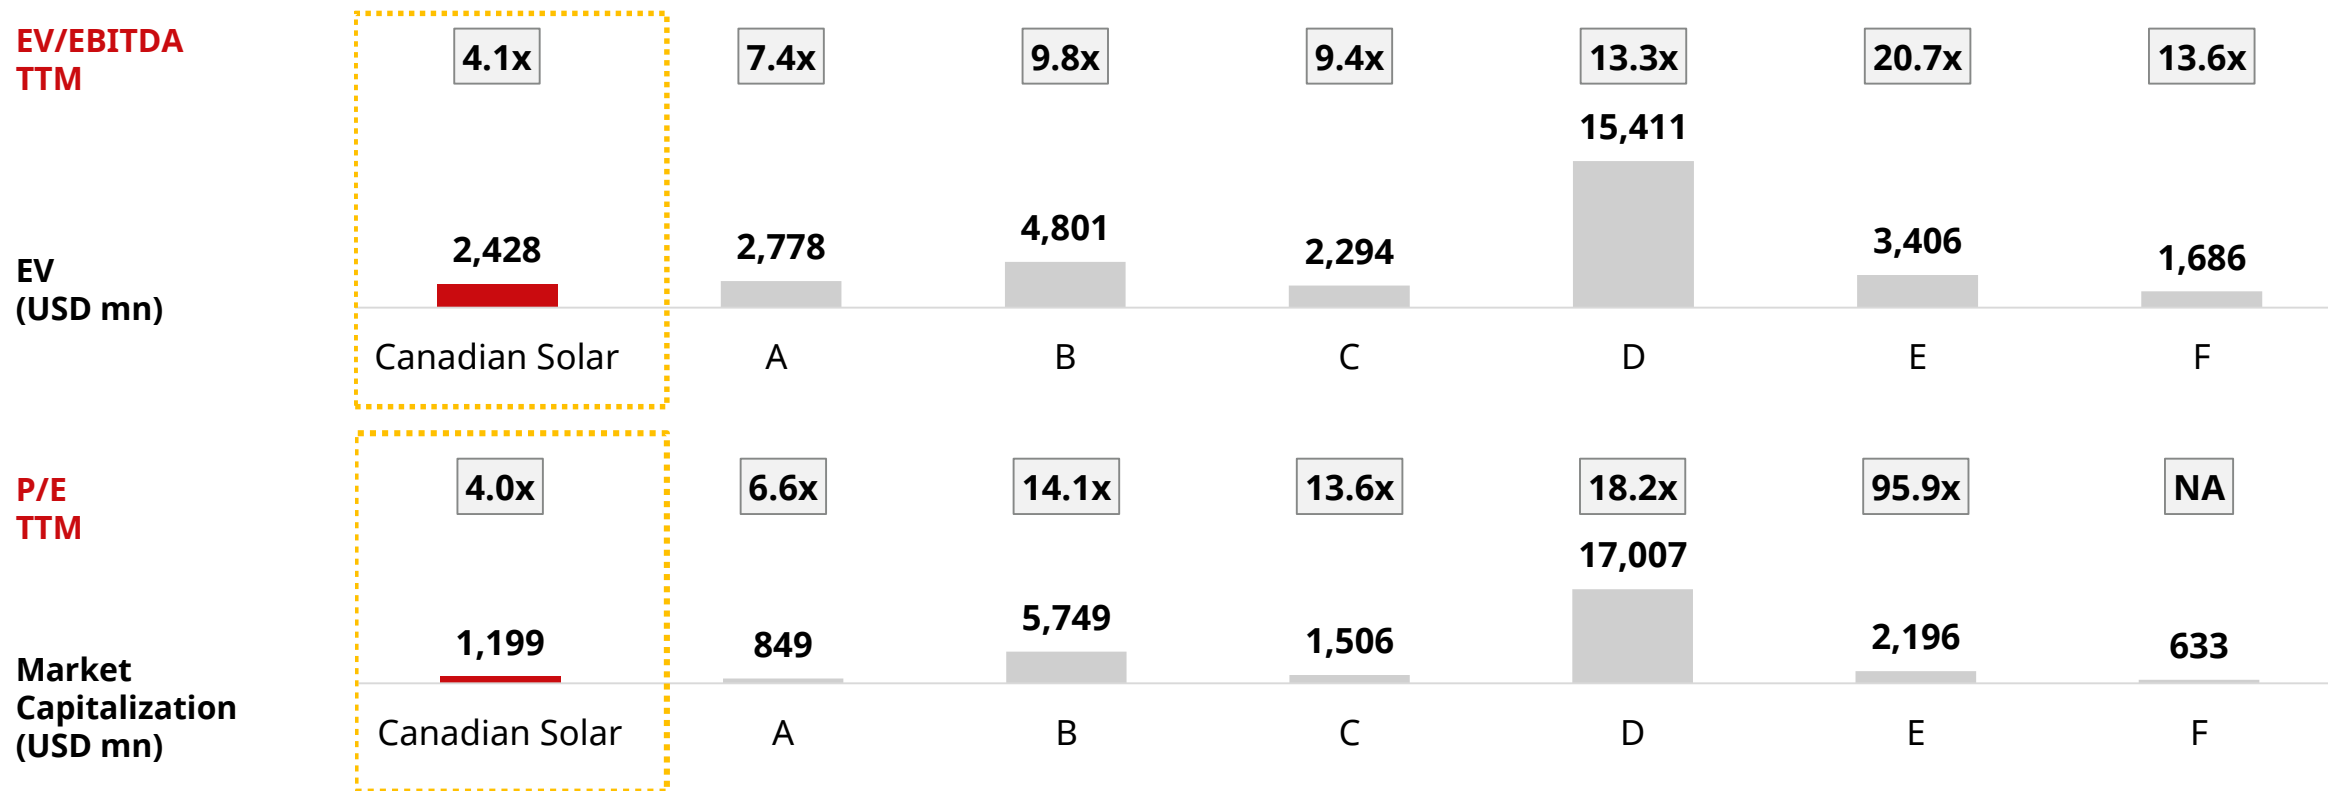 EV/EBITDA
TTM
4.1x 7.4x 9.8x 9.4x 13.3x 20.7x 13.6x
EV
(USD mn)
2,428 2,778 4,801 2,294 15,411 3,406 1,686
Canadian Solar A B C D E F
P/E
TTM
4.0x 6.6x 14.1x 13.6x 18.2x 95.9x NA
Market
Capitalization
(USD mn)
1,199 849 5,749 1,506 17,007 2,196 633
Canadian Solar A B C D E F